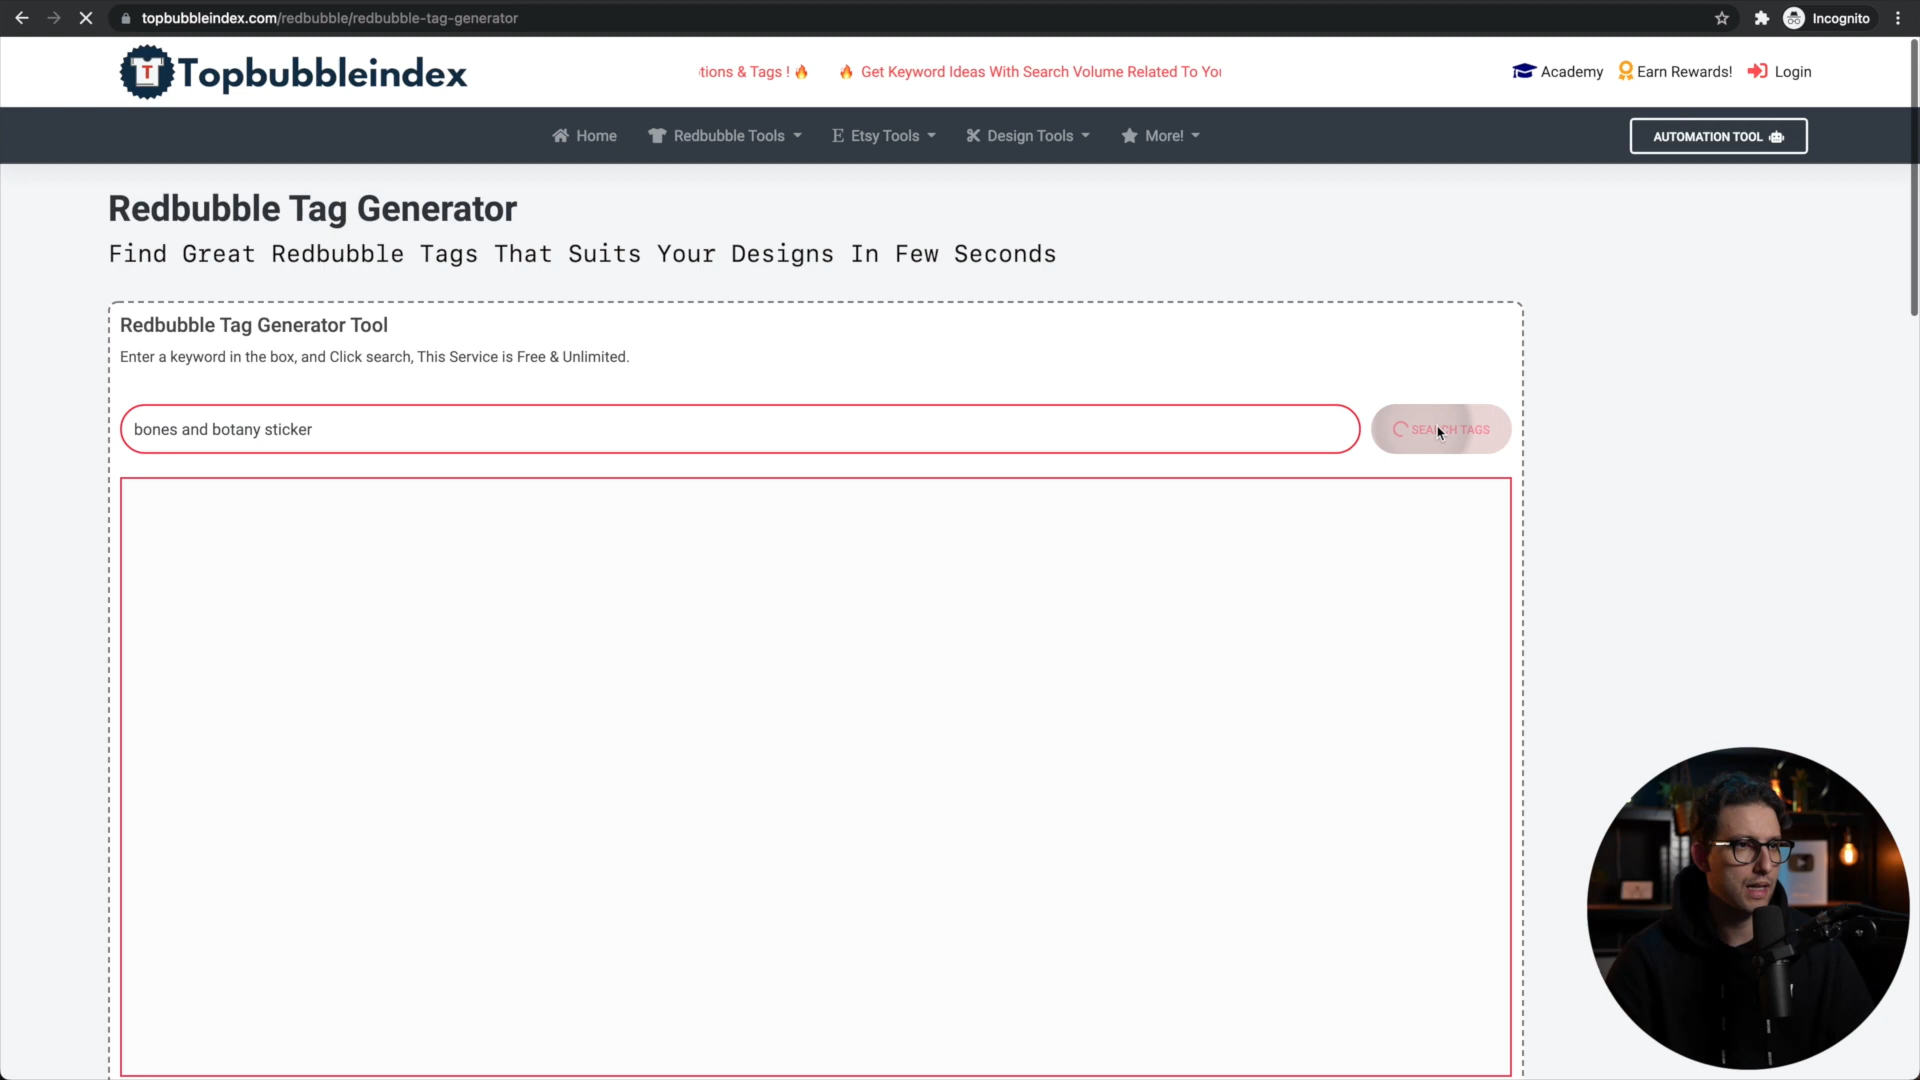 topbubbleindex.com/redbubble/redbubble-tag-generator
Incognito
Topbubbleindex
tions & Tags ! 🔥 🔥 Get Keyword Ideas With Search Volume Related To You
Academy Earn Rewards! Login
Home Redbubble Tools E Etsy Tools Design Tools More!
AUTOMATION TOOL
Redbubble Tag Generator
Find Great Redbubble Tags That Suits Your Designs In Few Seconds
Redbubble Tag Generator Tool
Enter a keyword in the box, and Click search, This Service is Free & Unlimited.
bones and botany sticker
SEARCH TAGS